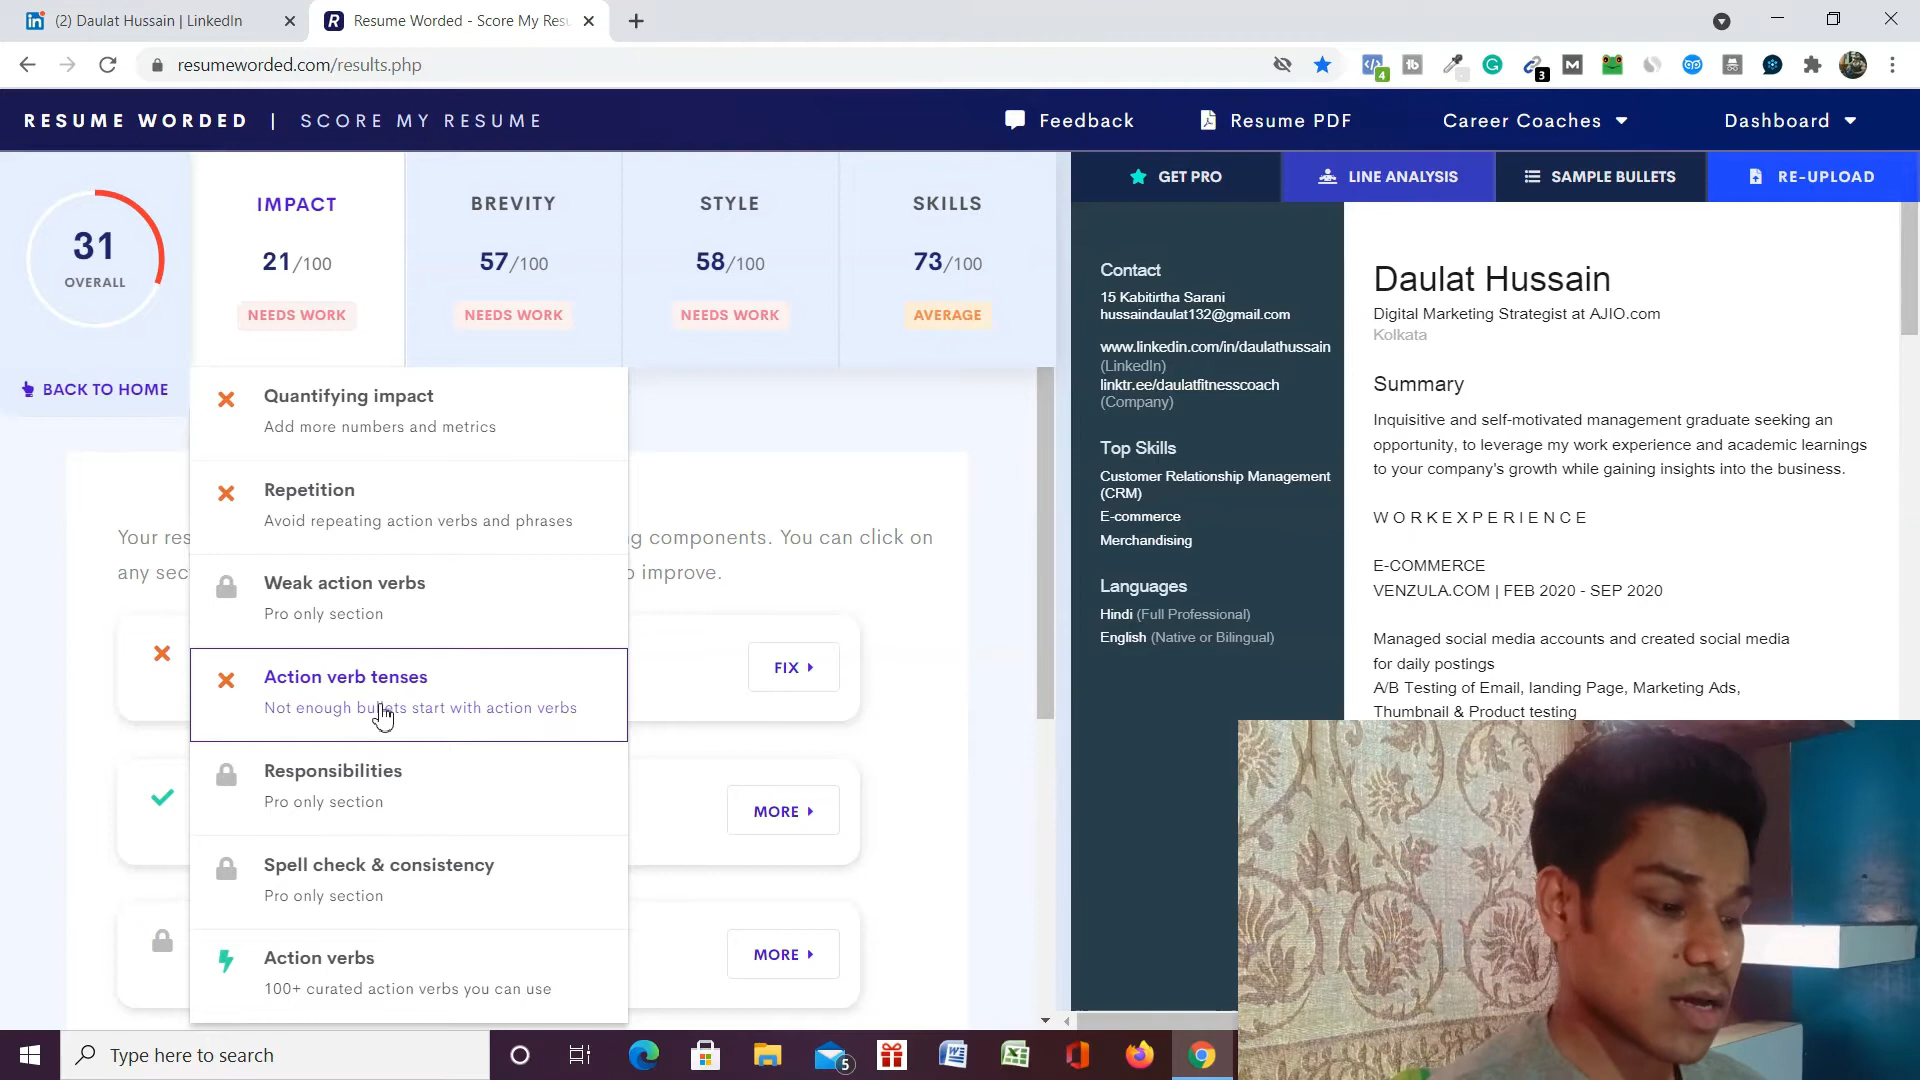 (2) Daulat Hussain | LinkedIn
Resume Worded - Score My Resu
resumeworded.com/results.php
4
3
RESUME WORDED | SCORE MY RESUME
Feedback
Resume PDF
Career Coaches
Dashboard
31
OVERALL
BACK TO HOME
IMPACT
21/100
NEEDS WORK
BREVITY
57/100
NEEDS WORK
STYLE
58/100
NEEDS WORK
SKILLS
73/100
AVERAGE
GET PRO
LINE ANALYSIS
SAMPLE BULLETS
RE-UPLOAD
Quantifying impact
Add more numbers and metrics
Repetition
Avoid repeating action verbs and phrases
Weak action verbs
Pro only section
Action verb tenses
Not enough bullets start with action verbs
Responsibilities
Pro only section
Spell check & consistency
Pro only section
Action verbs
100+ curated action verbs you can use
Your res
g components. You can click on
any sec
improve.
FIX
MORE
MORE
Contact
15 Kabitirtha Sarani
hussaindaulat132@gmail.com
www.linkedin.com/in/daulathussain
(LinkedIn)
linktr.ee/daulatfitnesscoach
(Company)
Top Skills
Customer Relationship Management
(CRM)
E-commerce
Merchandising
Languages
Hindi (Full Professional)
English (Native or Bilingual)
Daulat Hussain
Digital Marketing Strategist at AJIO.com
Kolkata
Summary
Inquisitive and self-motivated management graduate seeking an
opportunity, to leverage my work experience and academic learnings
to your company's growth while gaining insights into the business.
W O R K E X P E R I E N C E
E-COMMERCE
VENZULA.COM | FEB 2020 - SEP 2020
Managed social media accounts and created social media
for daily postings
A/B Testing of Email, landing Page, Marketing Ads,
Thumbnail & Product testing
Type here to search
5